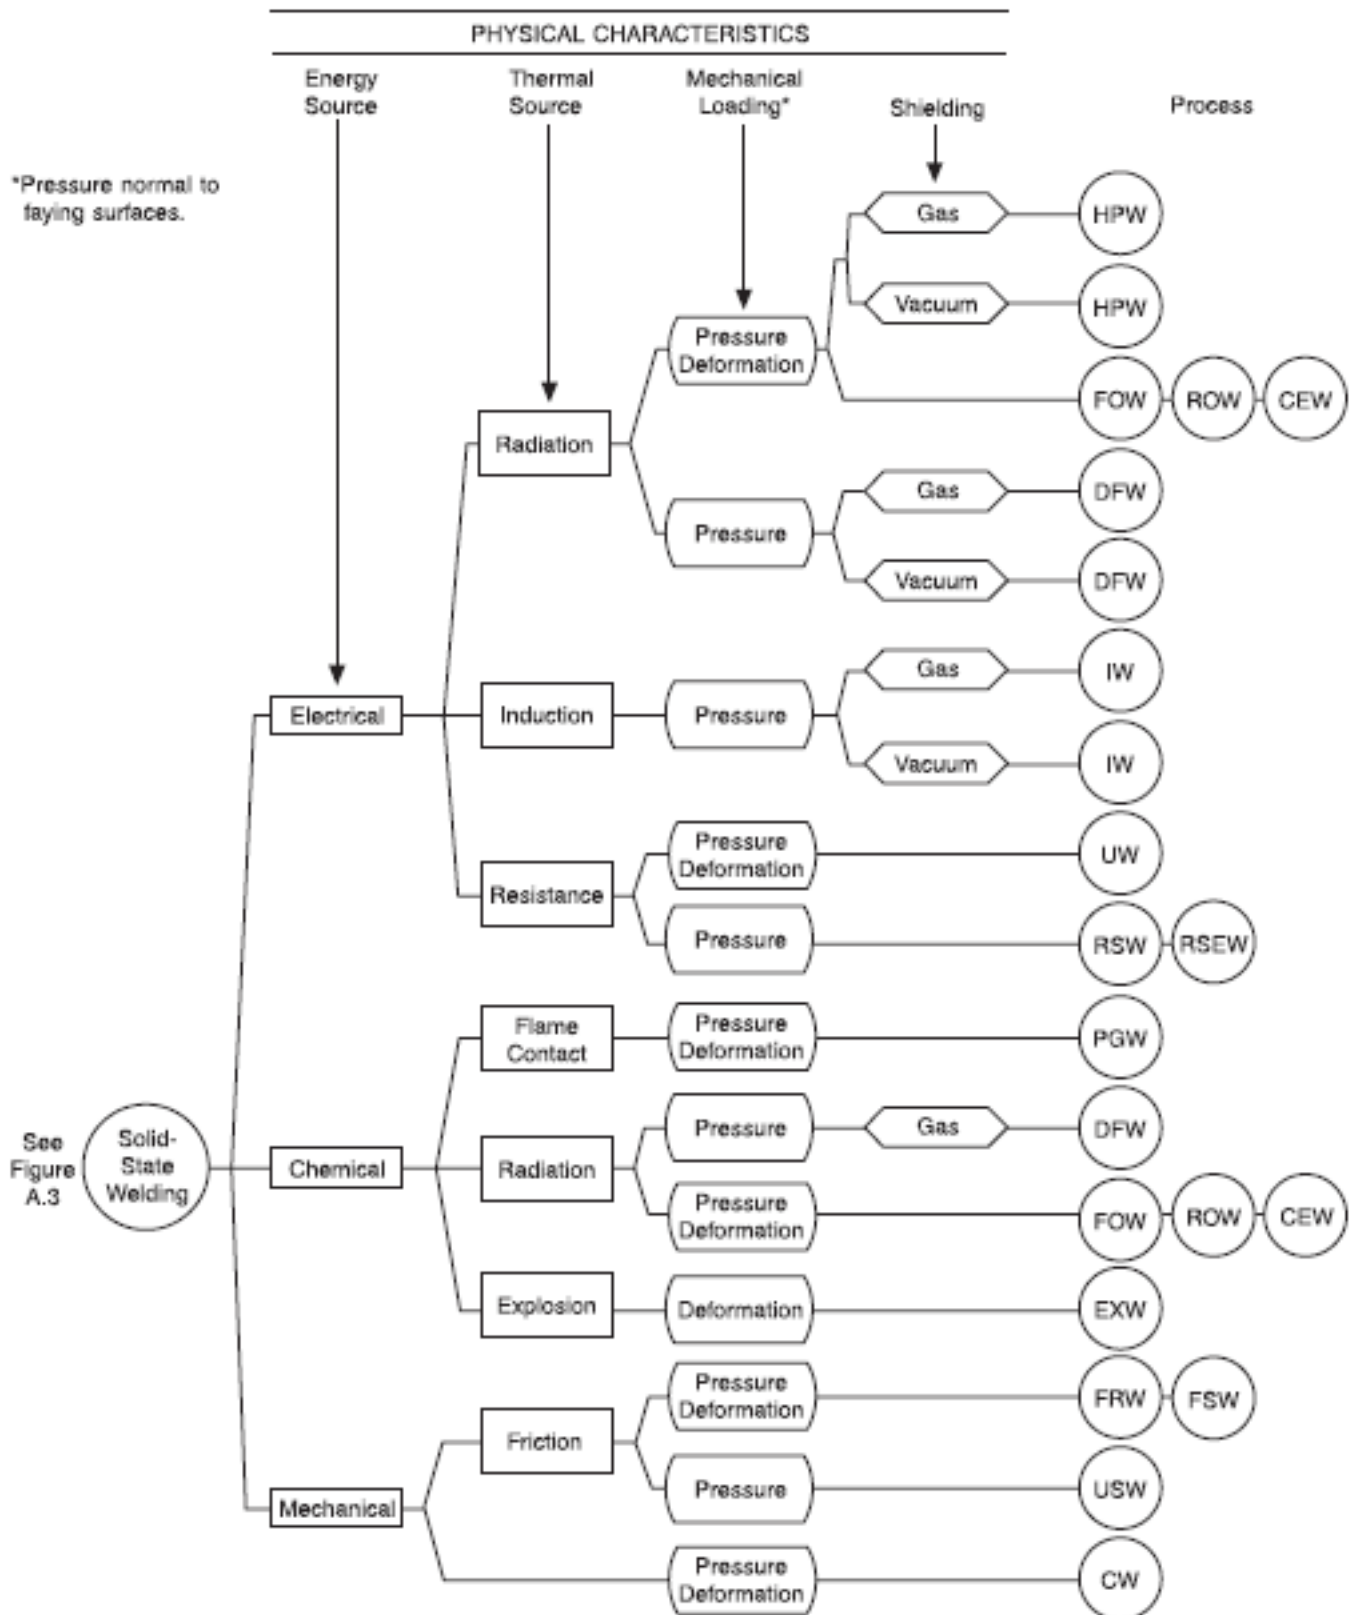 PHYSICAL CHARACTERISTICS
Energy
Source
Thermal
Source
Mechanical
Loading*
Shielding
Process
*Pressure normal to
faying surfaces.
Gas
HPW
Vacuum
HPW
Pressure
Deformation
FOW
ROW
CEW
Radiation
Gas
DFW
Pressure
Vacuum
DFW
Gas
IW
Electrical
Induction
Pressure
Vacuum
IW
Pressure
Deformation
UW
Resistance
Pressure
RSW
RSEW
Flame
Contact
Pressure
Deformation
PGW
See
Figure
A.3
Solid-
State
Welding
Chemical
Radiation
Pressure
Gas
DFW
Pressure
Deformation
FOW
ROW
CEW
Explosion
Deformation
EXW
Pressure
Deformation
FRW
FSW
Friction
Pressure
USW
Mechanical
Pressure
Deformation
CW